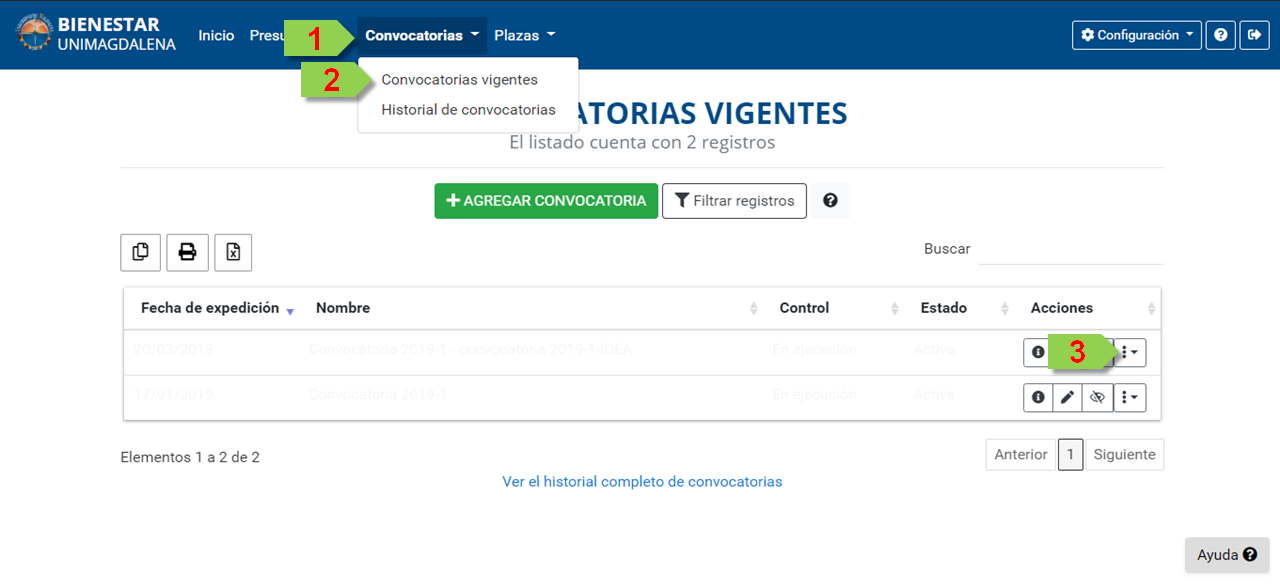 BIENESTAR
UNIMAGDALENA
Inicio Presu 1 Convocatorias Plazas Configuración
2 Convocatorias vigentes
Historial de convocatorias
ATORIAS VIGENTES
El listado cuenta con 2 registros
AGREGAR CONVOCATORIA Filtrar registros
Buscar
Fecha de expedición Nombre Control Estado Acciones
20/03/2019 Convocatoria 2019-1 - convocatoria 2019-1-IDEA En ejecución Activa 3
17/01/2019 Convocatoria 2019-1 En ejecución Activa
Elementos 1 a 2 de 2 Anterior 1 Siguiente
Ver el historial completo de convocatorias
Ayuda